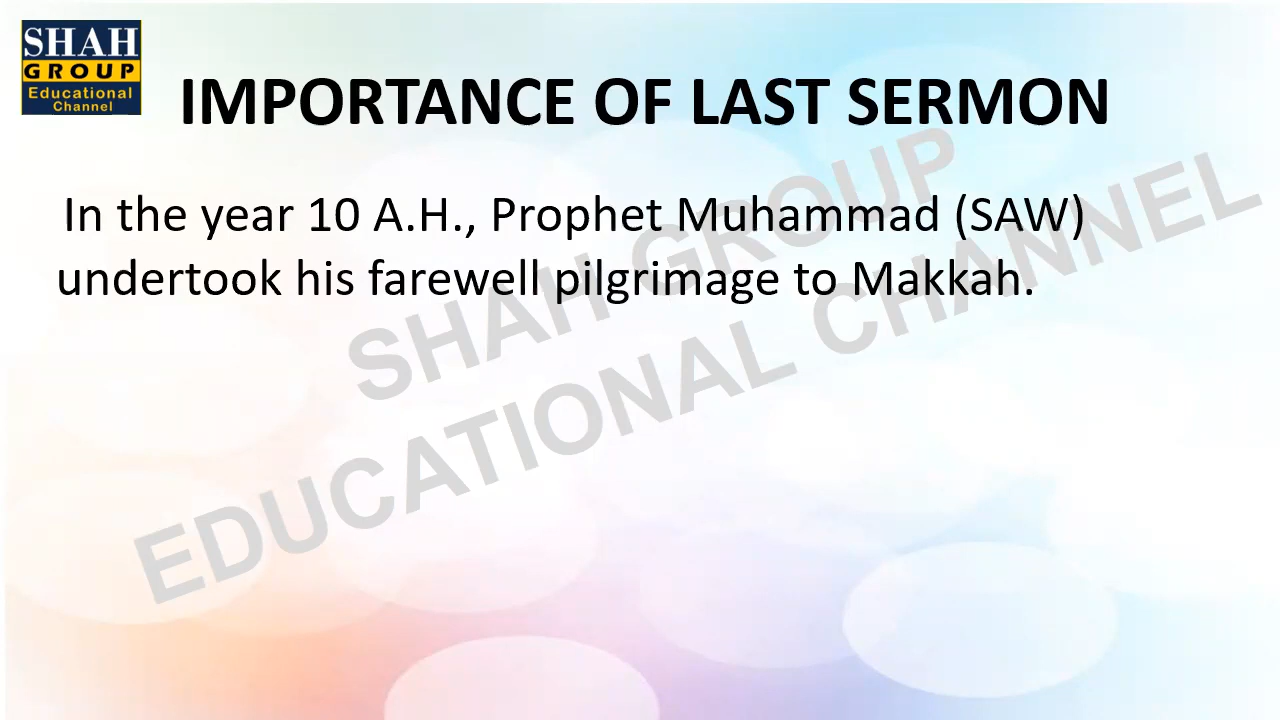 SHAH
GROUP
Educational
Channel
IMPORTANCE OF LAST SERMON
In the year 10 A.H., Prophet Muhammad (SAW)
undertook his farewell pilgrimage to Makkah.
SHAH GROUP
EDUCATIONAL CHANNEL